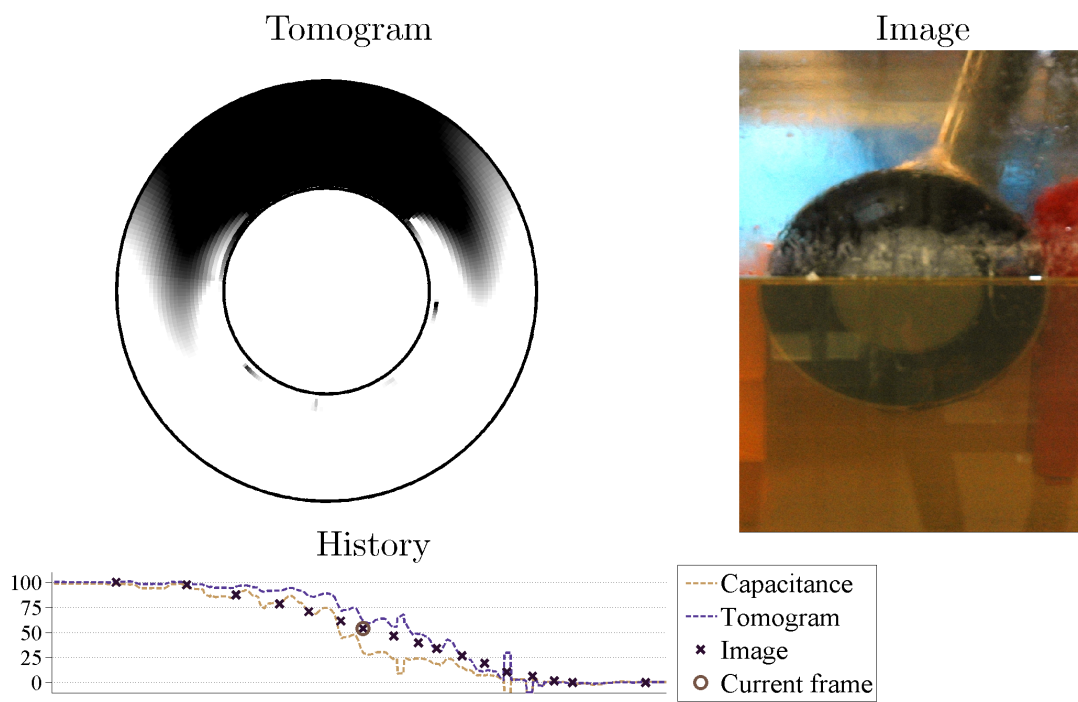 Tomogram
Image
History
100
75
50
25
0
Capacitance
Tomogram
Image
Current frame